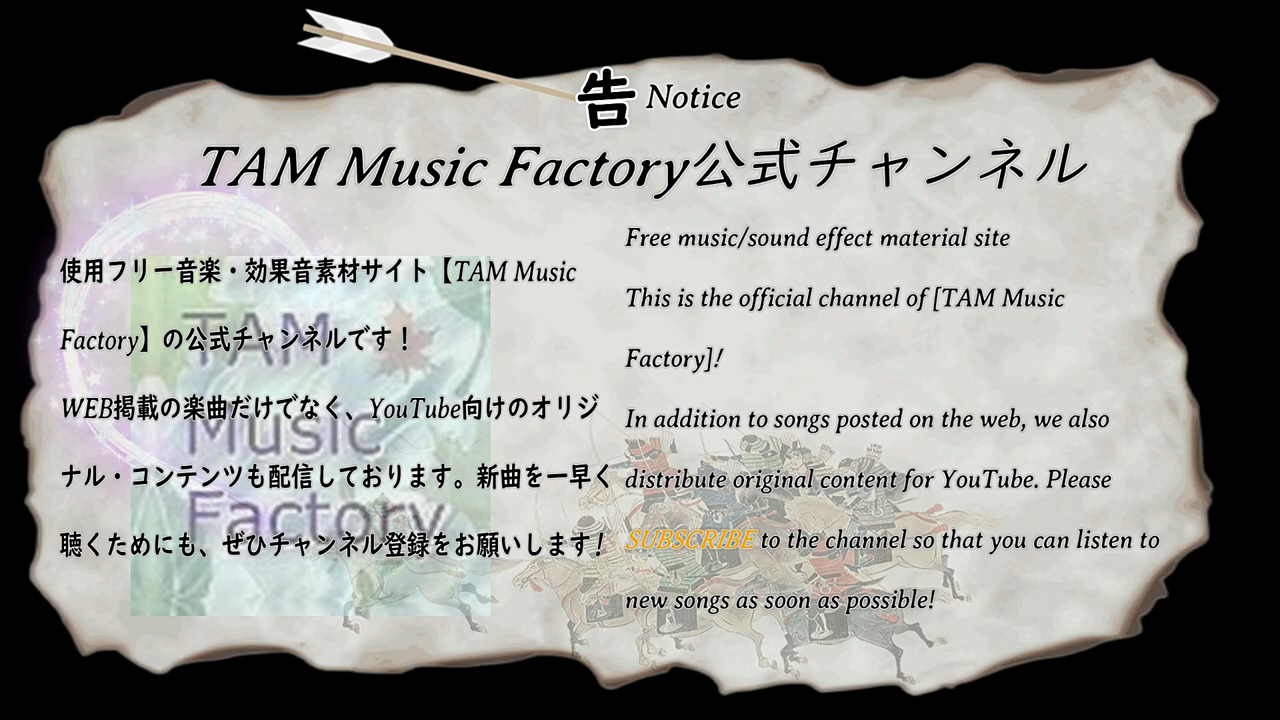 告 Notice
TAM Music Factory公式チャンネル
使用フリー音楽・効果音素材サイト【TAM Music
Factory】の公式チャンネルです！
WEB掲載の楽曲だけでなく、YouTube向けのオリジ
ナル・コンテンツも配信しております。新曲を一早く
聴くためにも、ぜひチャンネル登録をお願いします!
Free music/sound effect material site
This is the official channel of [TAM Music
Factory]!
In addition to songs posted on the web, we also
distribute original content for YouTube. Please
SUBSCRIBE to the channel so that you can listen to
new songs as soon as possible!
TAM
Music
Factory